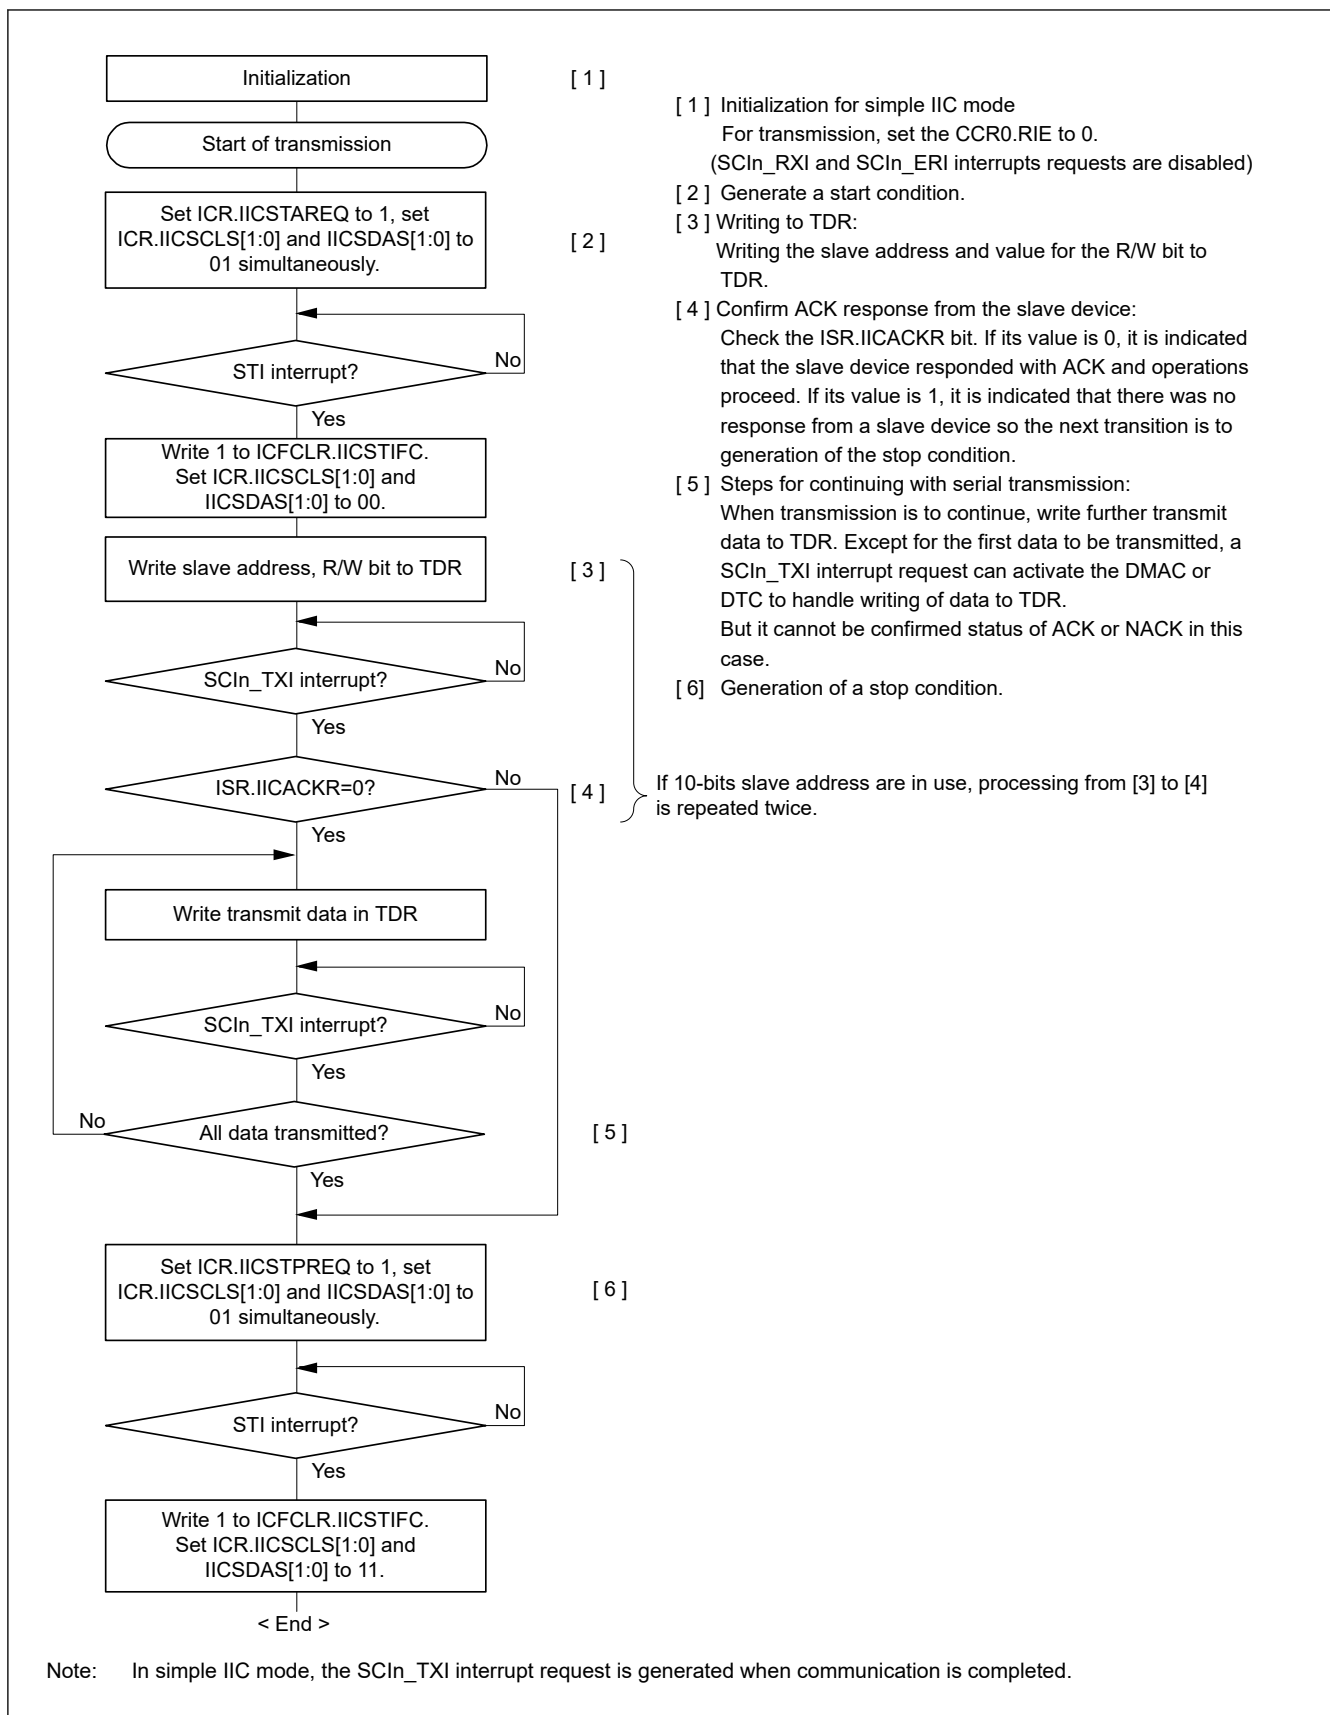 Initialization
[ 1 ]
Start of transmission
Set ICR.IICSTAREQ to 1, set
ICR.IICSCLS[1:0] and IICSDAS[1:0] to
01 simultaneously.
[ 2 ]
STI interrupt?
No
Yes
Write 1 to ICFCLR.IICSTIFC.
Set ICR.IICSCLS[1:0] and
IICSDAS[1:0] to 00.
Write slave address, R/W bit to TDR
[ 3 ]
SCIn_TXI interrupt?
No
Yes
ISR.IICACKR=0?
No
[ 4 ]
Yes
If 10-bits slave address are in use, processing from [3] to [4]
is repeated twice.
Write transmit data in TDR
SCIn_TXI interrupt?
No
Yes
No
All data transmitted?
[ 5 ]
Yes
Set ICR.IICSTPREQ to 1, set
ICR.IICSCLS[1:0] and IICSDAS[1:0] to
01 simultaneously.
[ 6 ]
STI interrupt?
No
Yes
Write 1 to ICFCLR.IICSTIFC.
Set ICR.IICSCLS[1:0] and
IICSDAS[1:0] to 11.
< End >
[ 1 ] Initialization for simple IIC mode
For transmission, set the CCR0.RIE to 0.
(SCIn_RXI and SCIn_ERI interrupts requests are disabled)
[ 2 ] Generate a start condition.
[ 3 ] Writing to TDR:
Writing the slave address and value for the R/W bit to
TDR.
[ 4 ] Confirm ACK response from the slave device:
Check the ISR.IICACKR bit. If its value is 0, it is indicated
that the slave device responded with ACK and operations
proceed. If its value is 1, it is indicated that there was no
response from a slave device so the next transition is to
generation of the stop condition.
[ 5 ] Steps for continuing with serial transmission:
When transmission is to continue, write further transmit
data to TDR. Except for the first data to be transmitted, a
SCIn_TXI interrupt request can activate the DMAC or
DTC to handle writing of data to TDR.
But it cannot be confirmed status of ACK or NACK in this
case.
[ 6] Generation of a stop condition.
Note: In simple IIC mode, the SCIn_TXI interrupt request is generated when communication is completed.